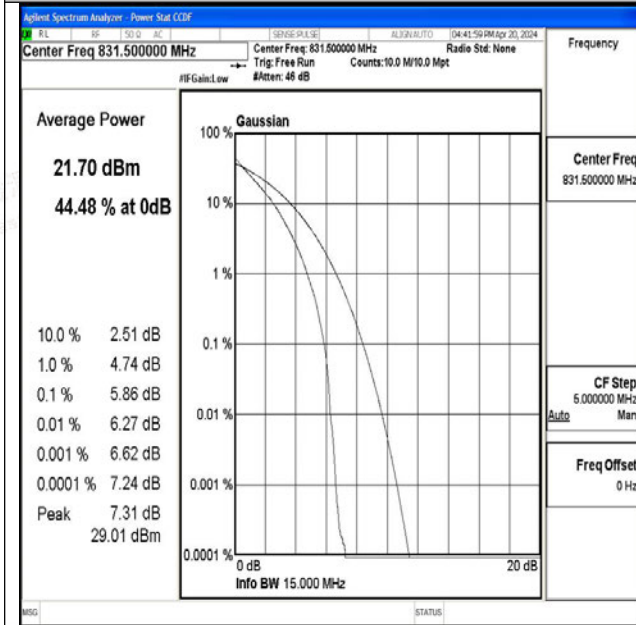 Agilent Spectrum Analyzer - Power Stat CCDF
RL RF 50 Ω AC SENSE:PULSE ALIGNAUTO 04:41:59 PM Apr 20, 2024
Center Freq 831.500000 MHz
Center Freq: 831.500000 MHz Radio Std: None
Trig: Free Run Counts:10.0 M/10.0 Mpt
#IFGain:Low #Atten: 46 dB
Frequency
Average Power
21.70 dBm
44.48 % at 0dB
10.0 % 2.51 dB
1.0 % 4.74 dB
0.1 % 5.86 dB
0.01 % 6.27 dB
0.001 % 6.62 dB
0.0001 % 7.24 dB
Peak 7.31 dB
29.01 dBm
Gaussian
100 %
10 %
1 %
0.1 %
0.01 %
0.001 %
0.0001 %
0 dB 20 dB
Info BW 15.000 MHz
Center Freq
831.500000 MHz
CF Step
5.000000 MHz
Auto Man
Freq Offset
0 Hz
MSG STATUS